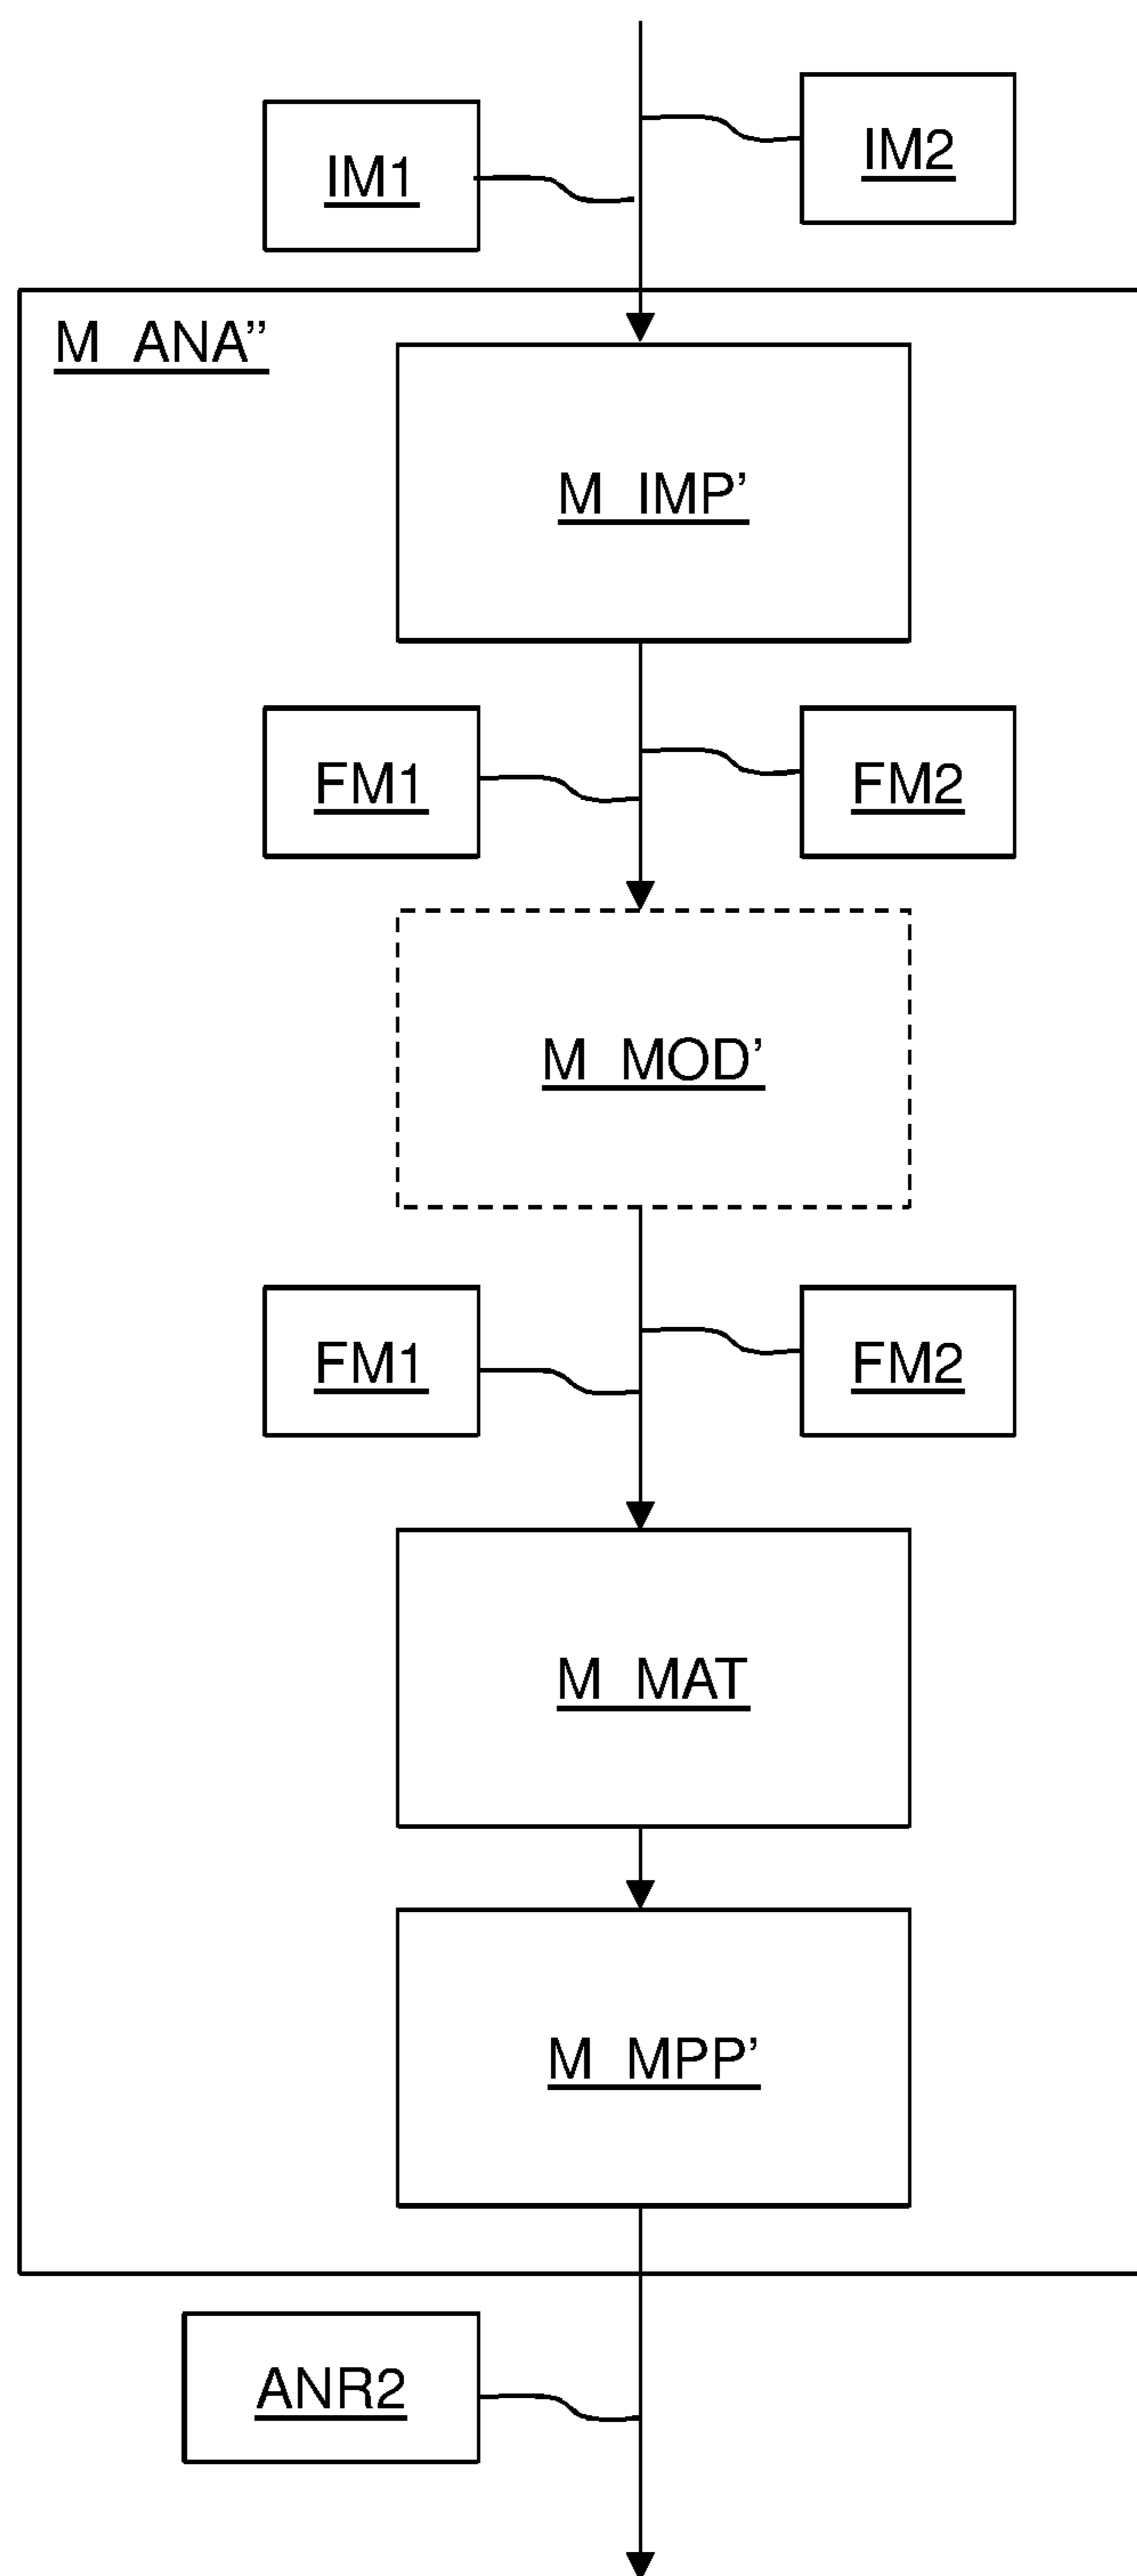 IM1
IM2
M_ANA”
M_IMP’
FM1
FM2
M_MOD’
FM1
FM2
M_MAT
M_MPP’
ANR2